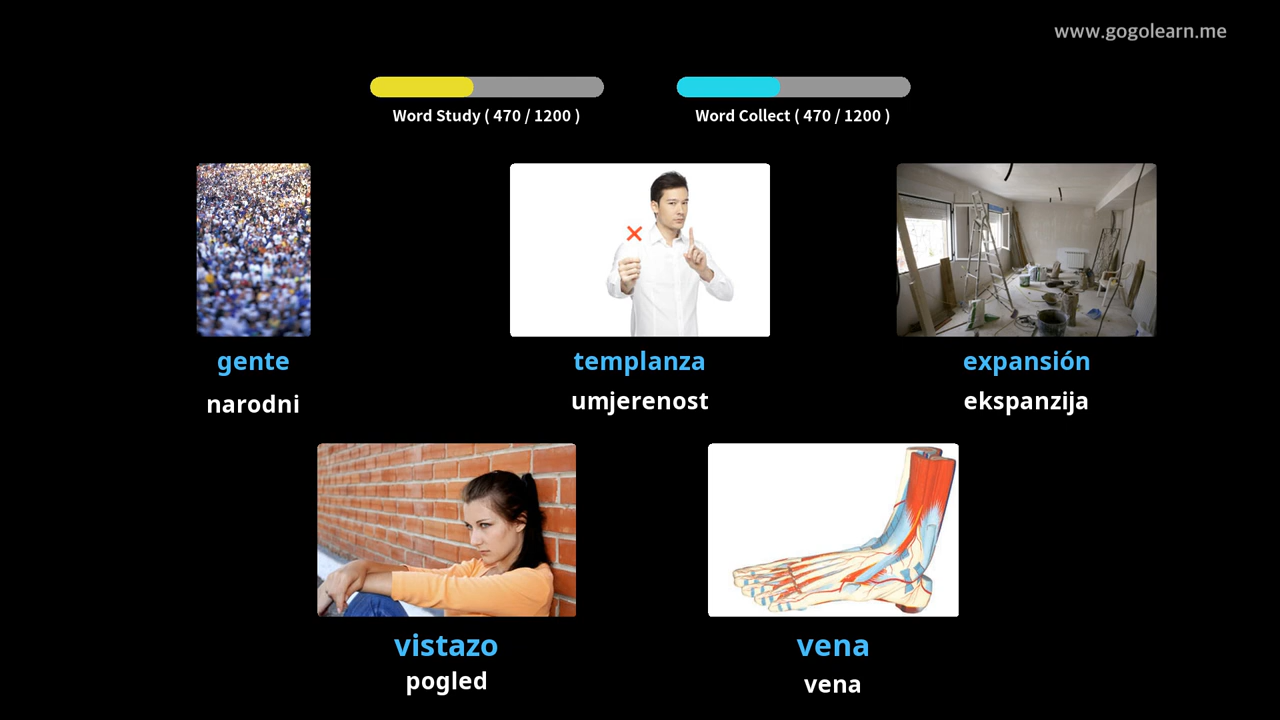 www.gogolearn.me
Word Study ( 470 / 1200 )
Word Collect ( 470 / 1200 )
gente
narodni
templanza
umjerenost
expansión
ekspanzija
vistazo
pogled
vena
vena